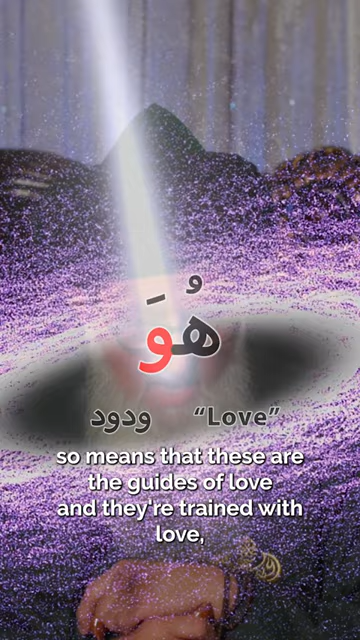 هُوَ
ودود “Love”
so means that these are
the guides of love
and they're trained with
love,